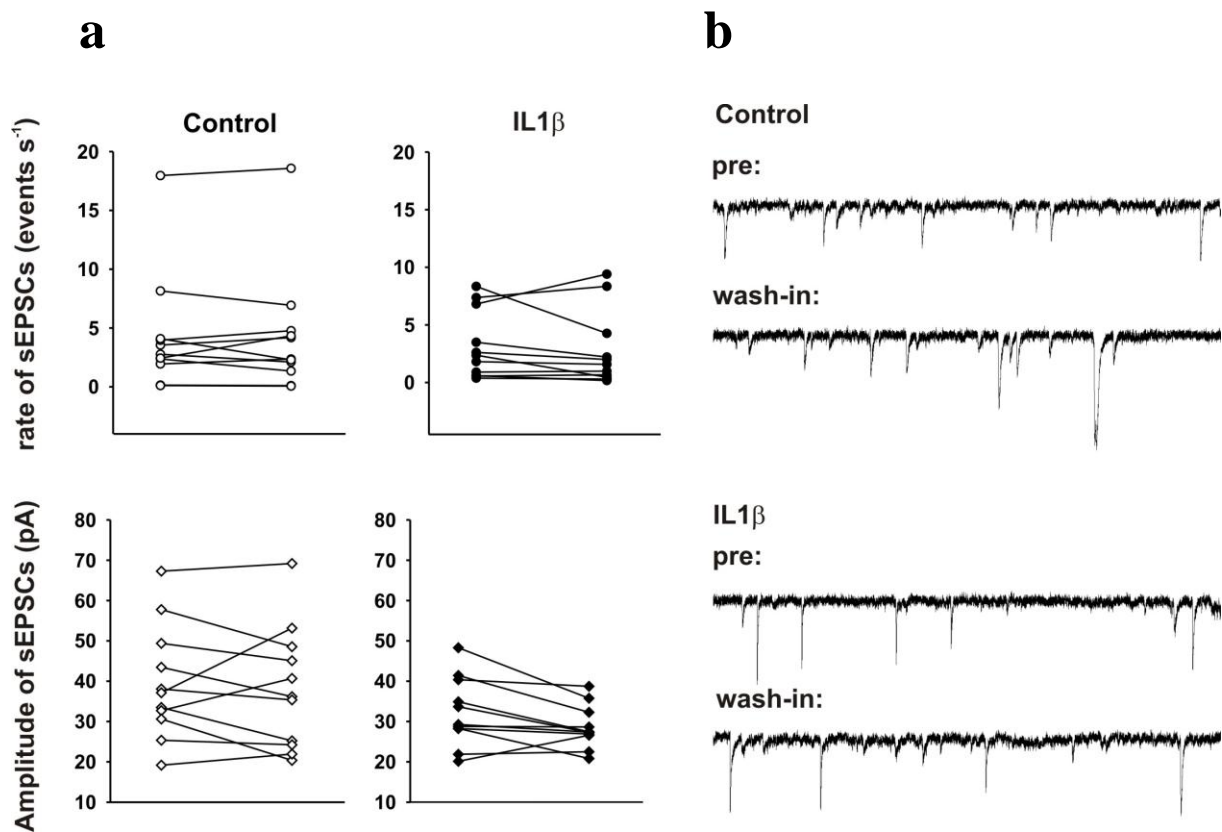 a
b
Control
IL1β
rate of sEPSCs (events s-1)
20
15
10
5
0
20
15
10
5
0
Amplitude of sEPSCs (pA)
80
70
60
50
40
30
20
10
80
70
60
50
40
30
20
10
Control
pre:
wash-in:
IL1β
pre:
wash-in: